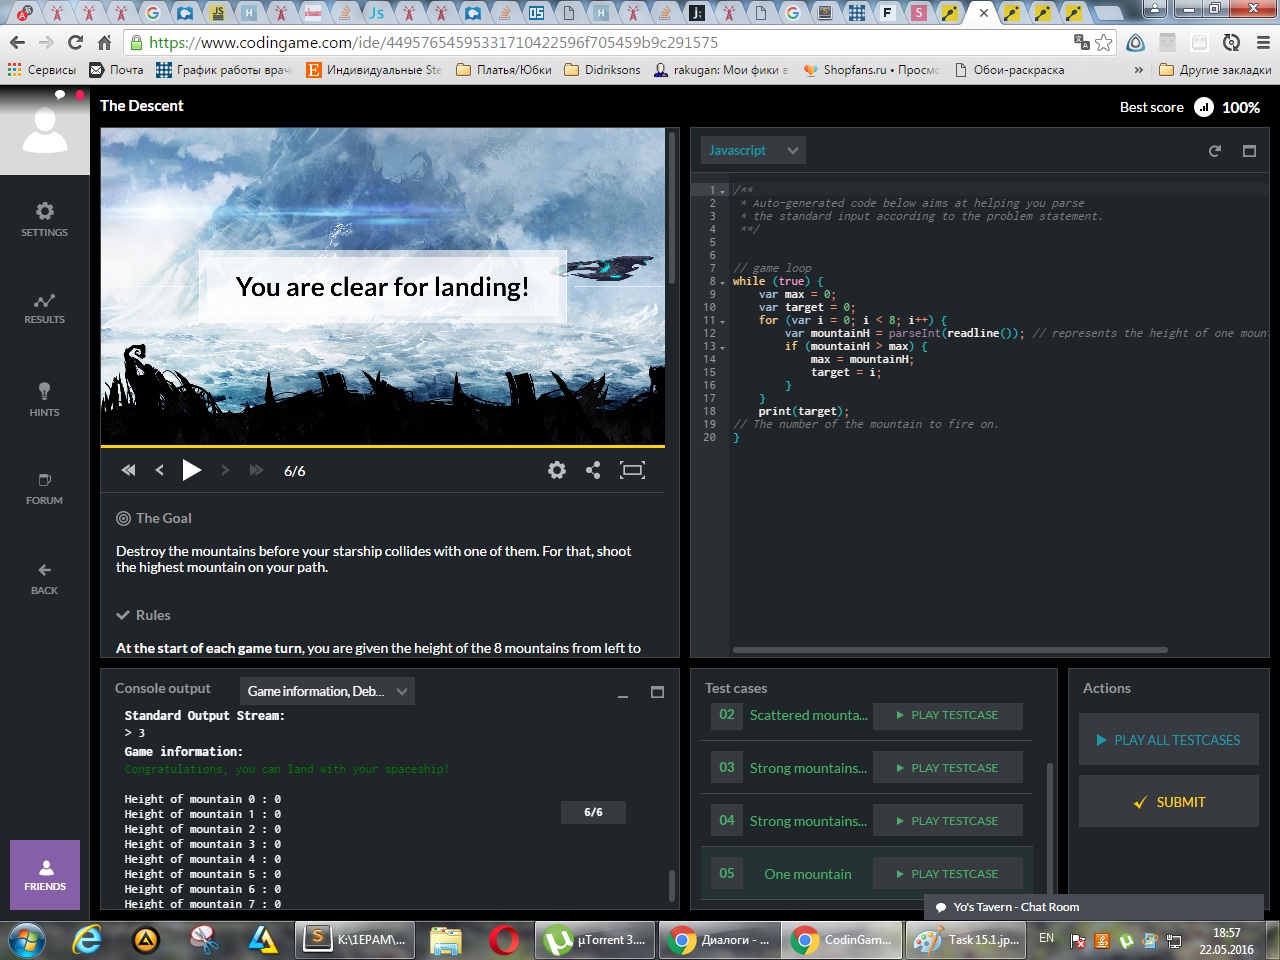 https://www.codingame.com/ide/44957654595331710422596f705459b9c291575
Сервисы
Почта
График работы врач
Индивидуальные Ste
Платья/Юбки
Didriksons
rakugan: Мои фики в
Shopfans.ru • Просмо
Обои-раскраска
»
Другие закладки
The Descent
Best score 100%
SETTINGS
RESULTS
HINTS
FORUM
BACK
FRIENDS
You are clear for landing!
6/6
The Goal
Destroy the mountains before your starship collides with one of them. For that, shoot
the highest mountain on your path.
Rules
At the start of each game turn, you are given the height of the 8 mountains from left to
Javascript
1 /**
2 * Auto-generated code below aims at helping you parse
3 * the standard input according to the problem statement.
4 **/
5
6
7 // game loop
8 while (true) {
9 var max = 0;
10 var target = 0;
11 for (var i = 0; i < 8; i++) {
12 var mountainH = parseInt(readline()); // represents the height of one moun
13 if (mountainH > max) {
14 max = mountainH;
15 target = i;
16 }
17 }
18 print(target);
19 // The number of the mountain to fire on.
20 }
Console output
Game information, Deb...
Standard Output Stream:
> 3
Game information:
Congratulations, you can land with your spaceship!
Height of mountain 0 : 0
Height of mountain 1 : 0
Height of mountain 2 : 0
Height of mountain 3 : 0
Height of mountain 4 : 0
Height of mountain 5 : 0
Height of mountain 6 : 0
Height of mountain 7 : 0
6/6
Test cases
02 Scattered mounta... PLAY TESTCASE
03 Strong mountains... PLAY TESTCASE
04 Strong mountains... PLAY TESTCASE
05 One mountain PLAY TESTCASE
Actions
PLAY ALL TESTCASES
SUBMIT
Yo's Tavern - Chat Room
K:\1EPAM\...
µTorrent 3....
Диалоги - ...
CodinGam...
Task 15.1.jp...
EN
18:57
22.05.2016